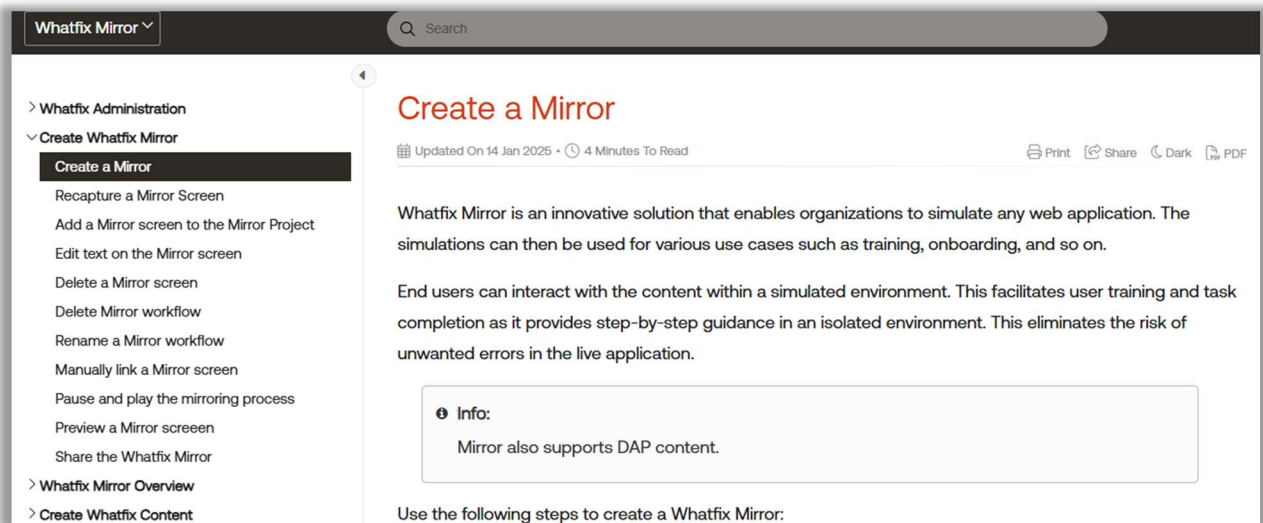 Whatfix Mirror
Search
Whatfix Administration
Create Whatfix Mirror
Create a Mirror
Recapture a Mirror Screen
Add a Mirror screen to the Mirror Project
Edit text on the Mirror screen
Delete a Mirror screen
Delete Mirror workflow
Rename a Mirror workflow
Manually link a Mirror screen
Pause and play the mirroring process
Preview a Mirror screeen
Share the Whatfix Mirror
Whatfix Mirror Overview
Create Whatfix Content
Create a Mirror
Updated On 14 Jan 2025 • 4 Minutes To Read
Print Share Dark PDF
Whatfix Mirror is an innovative solution that enables organizations to simulate any web application. The
simulations can then be used for various use cases such as training, onboarding, and so on.
End users can interact with the content within a simulated environment. This facilitates user training and task
completion as it provides step-by-step guidance in an isolated environment. This eliminates the risk of
unwanted errors in the live application.
Info:
Mirror also supports DAP content.
Use the following steps to create a Whatfix Mirror: